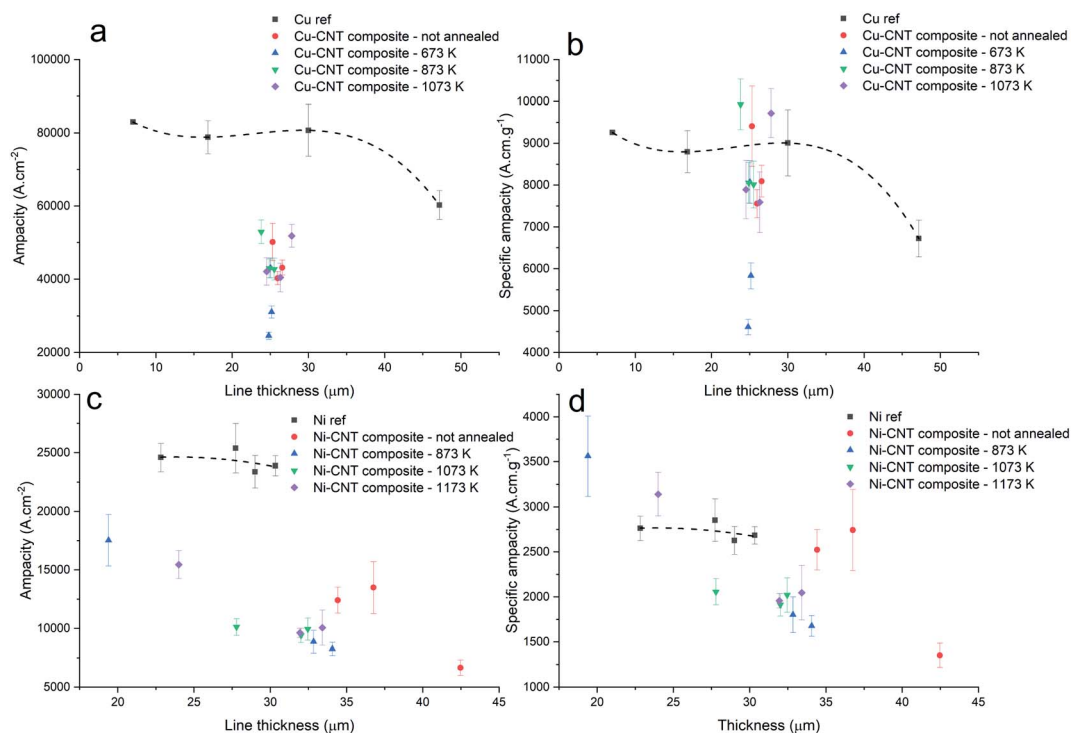 a
Cu ref
Cu-CNT composite - not annealed
Cu-CNT composite - 673 K
Cu-CNT composite - 873 K
Cu-CNT composite - 1073 K
Ampacity (A.cm-2)
100000
80000
60000
40000
20000
0 10 20 30 40 50
Line thickness (μm)
b
Cu ref
Cu-CNT composite - not annealed
Cu-CNT composite - 673 K
Cu-CNT composite - 873 K
Cu-CNT composite - 1073 K
Specific ampacity (A.cm.g-1)
11000
10000
9000
8000
7000
6000
5000
4000
0 10 20 30 40 50
Line thickness (μm)
c
Ni ref
Ni-CNT composite - not annealed
Ni-CNT composite - 873 K
Ni-CNT composite - 1073 K
Ni-CNT composite - 1173 K
Ampacity (A.cm-2)
30000
25000
20000
15000
10000
5000
20 25 30 35 40 45
Line thickness (μm)
d
Ni ref
Ni-CNT composite - not annealed
Ni-CNT composite - 873 K
Ni-CNT composite - 1073 K
Ni-CNT composite - 1173 K
Specific ampacity (A.cm.g-1)
4000
3500
3000
2500
2000
1500
1000
20 25 30 35 40 45
Thickness (μm)